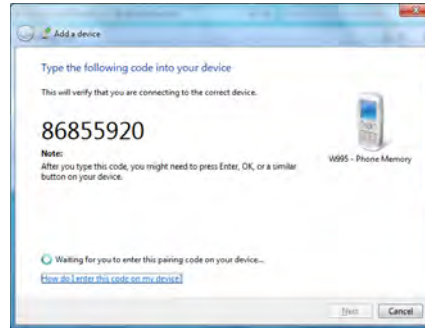 Add a device
Type the following code into your device
This will verify that you are connecting to the correct device.
86855920
Note:
After you type this code, you might need to press Enter, OK, or a similar
button on your device.
W995 - Phone Memory
Waiting for you to enter this pairing code on your device...
How do I enter this code on my device?
Next
Cancel